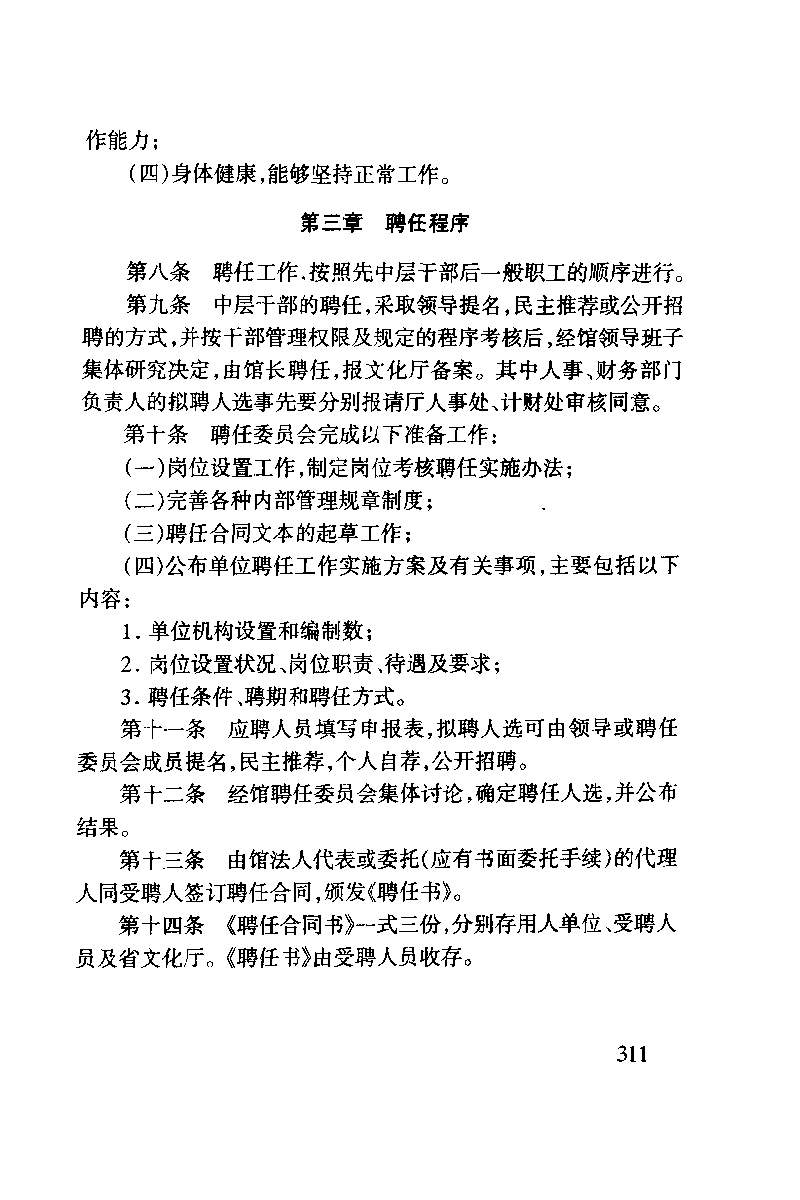 作能力;
(四)身体健康,能够坚持正常工作。
第三章 聘任程序
第八条 聘任工作、按照先中层干部后一般职工的顺序进行。
第九条 中层干部的聘任,采取领导提名,民主推荐或公开招
聘的方式,并按干部管理权限及规定的程序考核后,经馆领导班子
集体研究决定,由馆长聘任,报文化厅备案。其中人事、财务部门
负责人的拟聘人选事先要分别报请厅人事处、计财处审核同意。
第十条 聘任委员会完成以下准备工作:
(一)岗位设置工作,制定岗位考核聘任实施办法;
(二)完善各种内部管理规章制度;
(三)聘任合同文本的起草工作;
(四)公布单位聘任工作实施方案及有关事项,主要包括以下
内容:
1. 单位机构设置和编制数;
2. 岗位设置状况、岗位职责、待遇及要求;
3. 聘任条件、聘期和聘任方式。
第十一条 应聘人员填写申报表,拟聘人选可由领导或聘任
委员会成员提名,民主推荐,个人自荐,公开招聘。
第十二条 经馆聘任委员会集体讨论,确定聘任人选,并公布
结果。
第十三条 由馆法人代表或委托(应有书面委托手续)的代理
人同受聘人签订聘任合同,颁发《聘任书》。
第十四条 《聘任合同书》一式三份,分别存用人单位、受聘人
员及省文化厅。《聘任书》由受聘人员收存。
311